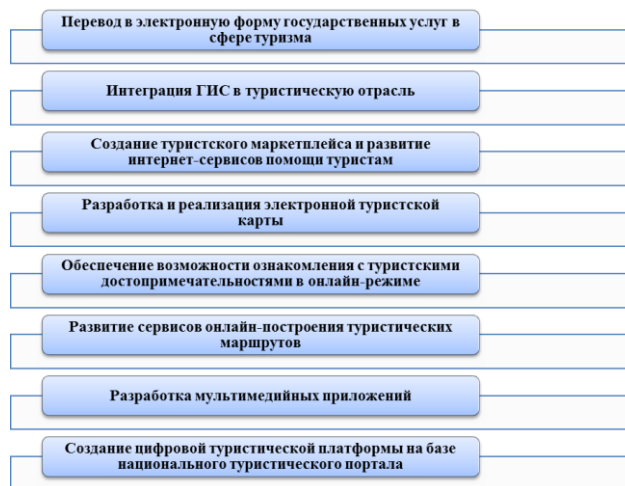 Перевод в электронную форму государственных услуг в
сфере туризма
Интеграция ГИС в туристическую отрасль
Создание туристского маркетплейса и развитие
интернет-сервисов помощи туристам
Разработка и реализация электронной туристской
карты
Обеспечение возможности ознакомления с туристскими
достопримечательностями в онлайн-режиме
Развитие сервисов онлайн-построения туристических
маршрутов
Разработка мультимедийных приложений
Создание цифровой туристической платформы на базе
национального туристического портала